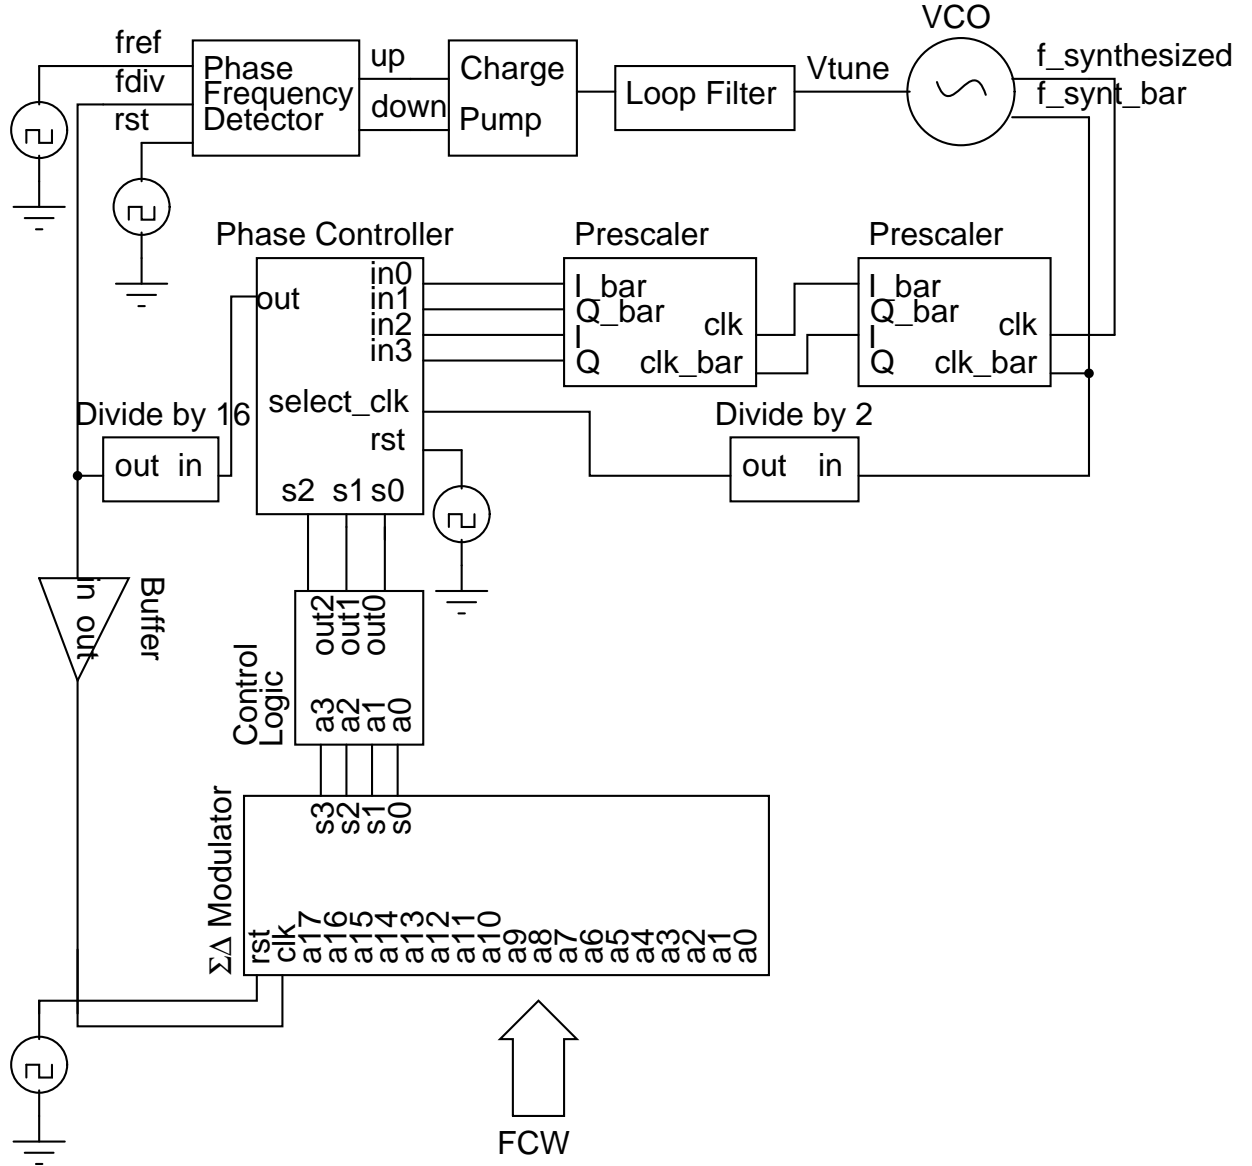 VCO
fref
up
f_synthesized
Phase
Charge
Vtune
fdiv
Frequency
Loop Filter
f_synt_bar
down
rst
Detector
Pump
Phase Controller
Prescaler
Prescaler
in0
I_bar
I_bar
out
in1
Q_bar
Q_bar
in2
I
clk
I
clk
in3
Q
clk_bar
Q
clk_bar
select_clk
Divide by 16
Divide by 2
rst
out in
out in
s2 s1 s0
in out
Buffer
out2
out1
out0
Control
Logic
a3
a2
a1
a0
ΣΔ Modulator
s3
s2
s1
s0
rst
clk
a17
a16
a15
a14
a13
a12
a11
a10
a9
a8
a7
a6
a5
a4
a3
a2
a1
a0
FCW